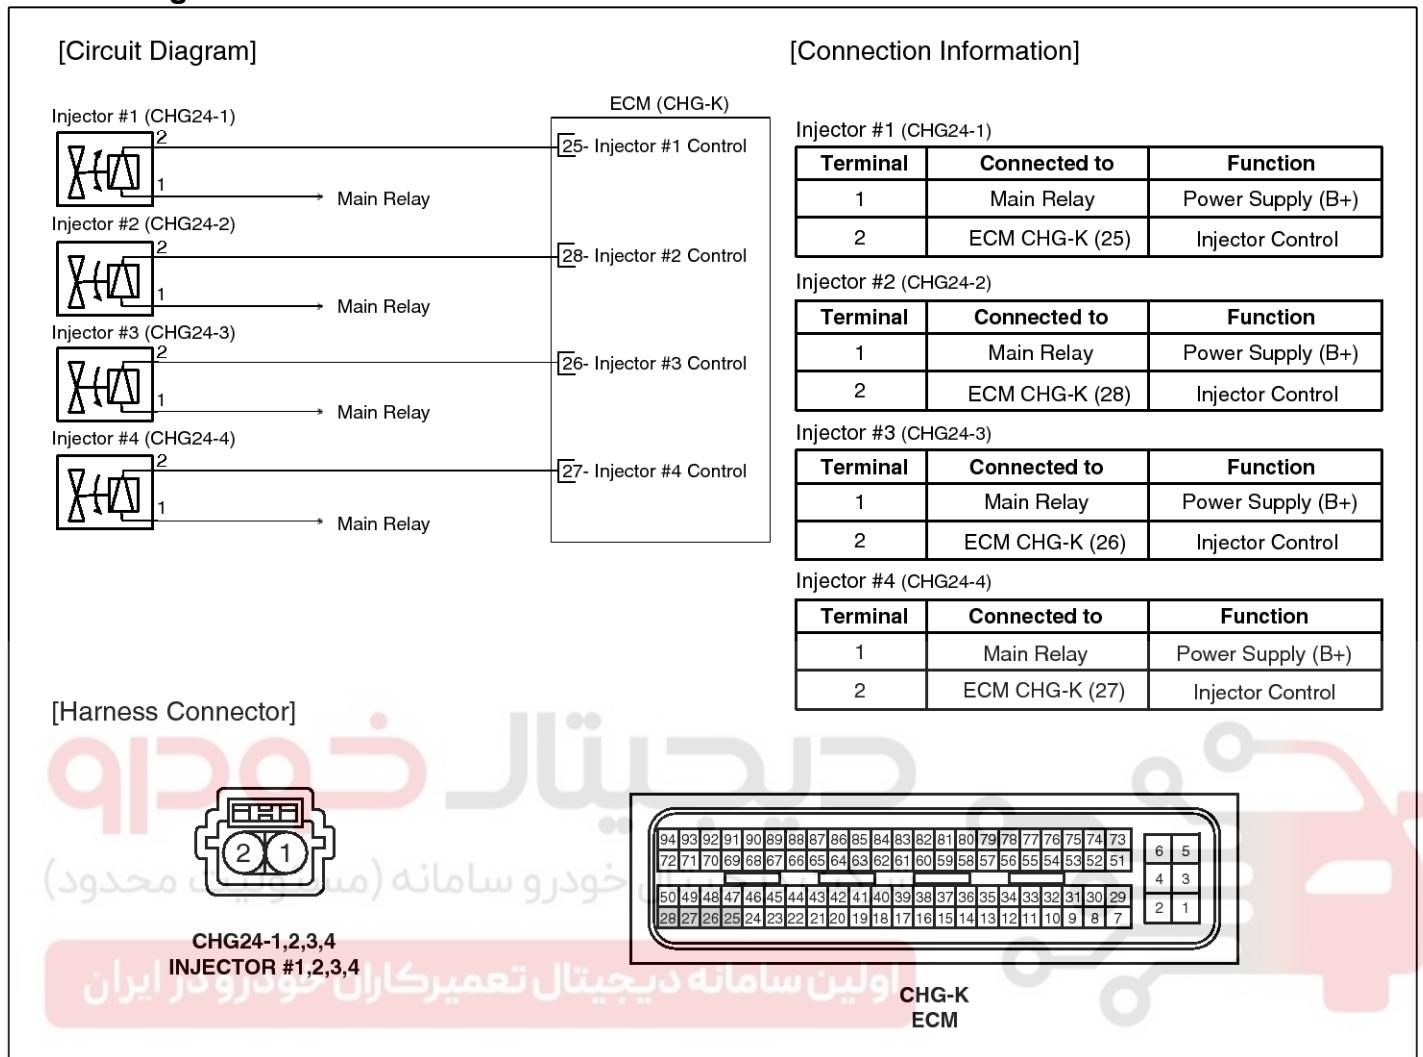 [Circuit Diagram]
Injector #1 (CHG24-1)
2
1
Main Relay
Injector #2 (CHG24-2)
2
1
Main Relay
Injector #3 (CHG24-3)
2
1
Main Relay
Injector #4 (CHG24-4)
2
1
Main Relay
ECM (CHG-K)
25- Injector #1 Control
28- Injector #2 Control
26- Injector #3 Control
27- Injector #4 Control
[Connection Information]
Injector #1 (CHG24-1)
Terminal Connected to Function
1 Main Relay Power Supply (B+)
2 ECM CHG-K (25) Injector Control
Injector #2 (CHG24-2)
Terminal Connected to Function
1 Main Relay Power Supply (B+)
2 ECM CHG-K (28) Injector Control
Injector #3 (CHG24-3)
Terminal Connected to Function
1 Main Relay Power Supply (B+)
2 ECM CHG-K (26) Injector Control
Injector #4 (CHG24-4)
Terminal Connected to Function
1 Main Relay Power Supply (B+)
2 ECM CHG-K (27) Injector Control
[Harness Connector]
دیجیتال خودرو
2 1
خودرو سامانه (مسئولیت محدود)
CHG24-1,2,3,4
INJECTOR #1,2,3,4
94 93 92 91 90 89 88 87 86 85 84 83 82 81 80 79 78 77 76 75 74 73
72 71 70 69 68 67 66 65 64 63 62 61 60 59 58 57 56 55 54 53 52 51
50 49 48 47 46 45 44 43 42 41 40 39 38 37 36 35 34 33 32 31 30 29
28 27 26 25 24 23 22 21 20 19 18 17 16 15 14 13 12 11 10 9 8 7
6 5
4 3
2 1
اولین سامانه دیجیتال تعمیرکاران خودرو در ایران
CHG-K
ECM